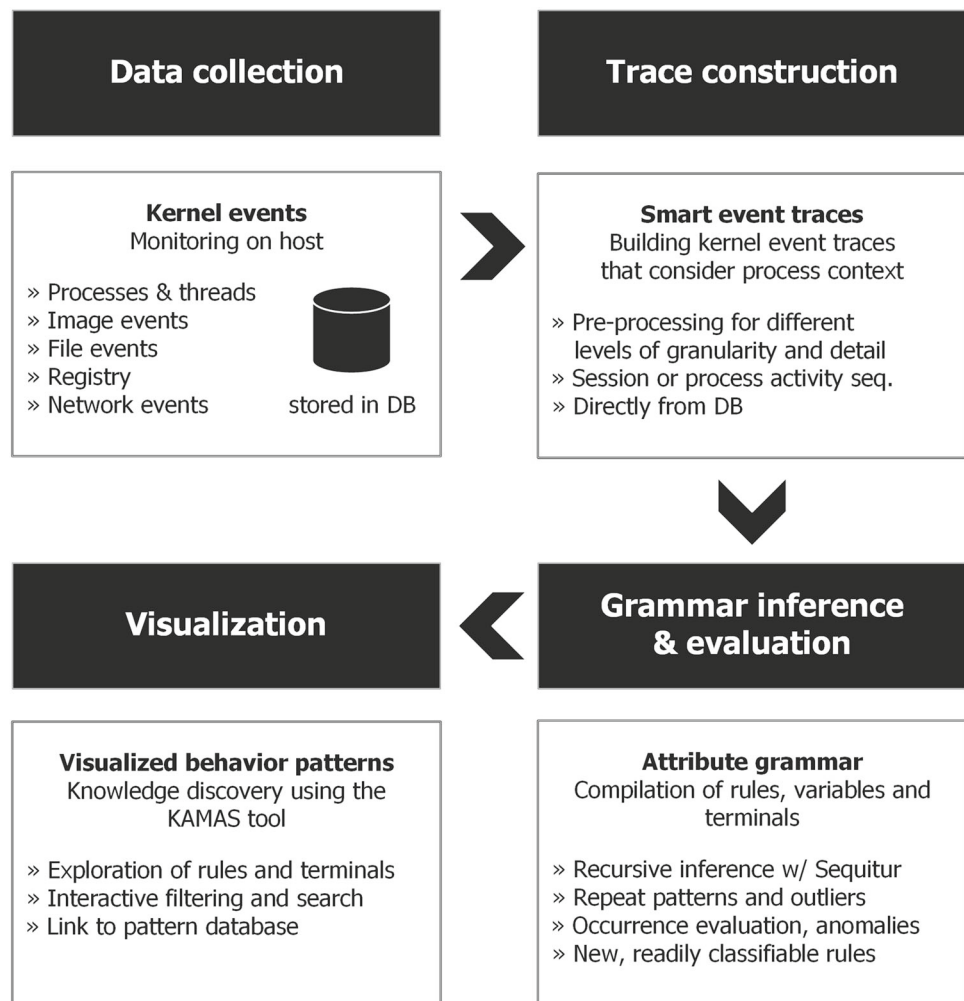 Data collection
Kernel events
Monitoring on host
» Processes & threads
» Image events
» File events
» Registry
» Network events
stored in DB
Trace construction
Smart event traces
Building kernel event traces
that consider process context
» Pre-processing for different
levels of granularity and detail
» Session or process activity seq.
» Directly from DB
Grammar inference
& evaluation
Attribute grammar
Compilation of rules, variables and
terminals
» Recursive inference w/ Sequitur
» Repeat patterns and outliers
» Occurrence evaluation, anomalies
» New, readily classifiable rules
Visualization
Visualized behavior patterns
Knowledge discovery using the
KAMAS tool
» Exploration of rules and terminals
» Interactive filtering and search
» Link to pattern database